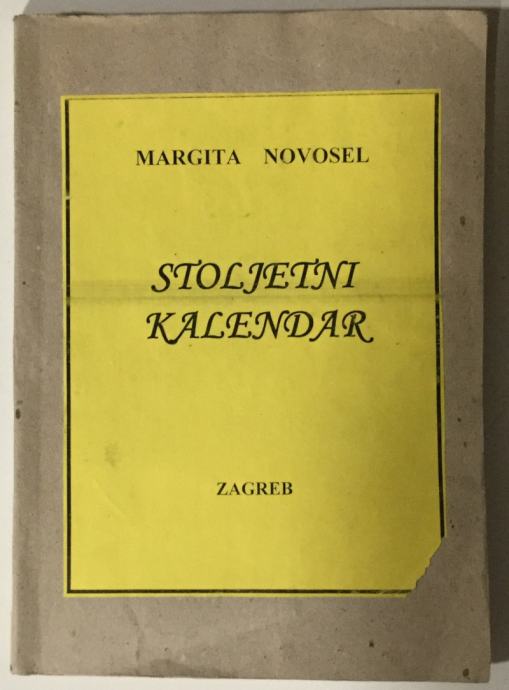 MARGITA NOVOSEL
STOLJETNI
KALENDAR
ZAGREB